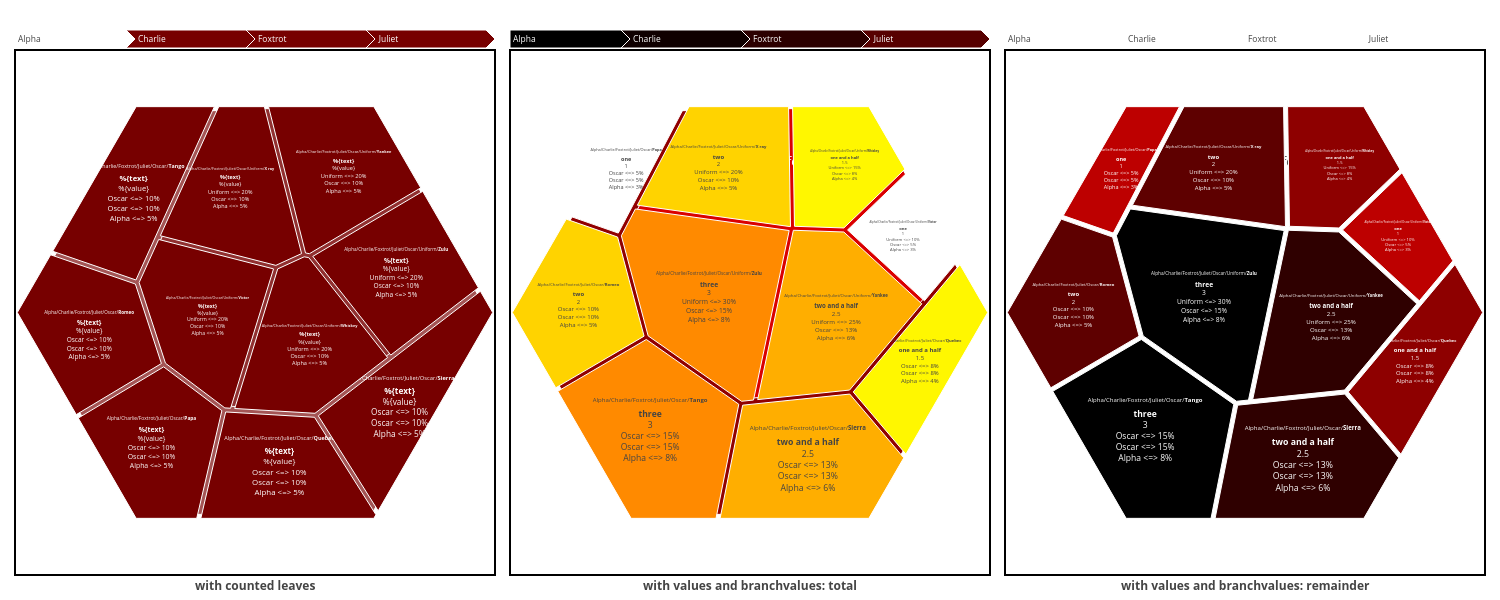 Alpha
Charlie
Foxtrot
Juliet
Alpha/Charlie/Foxtrot/Juliet/Oscar/Uniform/Yankee
%{text}
%{value}
Uniform <=> 20%
Oscar <=> 10%
Alpha <=> 5%
/Foxtrot/Juliet/Oscar/Tango
%{text}
%{value}
Oscar <=> 10%
Oscar <=> 10%
Alpha <=> 5%
/Charlie/Foxtrot/Juliet/Oscar/Uniform/X-ray
%{text}
%{value}
Uniform <=> 20%
Oscar <=> 10%
Alpha <=> 5%
Alpha/Charlie/Foxtrot/Juliet/Oscar/Uniform/Zulu
%{text}
%{value}
Uniform <=> 20%
Oscar <=> 10%
Alpha <=> 5%
Alpha/Charlie/Foxtrot/Juliet/Oscar/Romeo
%{text}
%{value}
Oscar <=> 10%
Oscar <=> 10%
Alpha <=> 5%
Alpha/Charlie/Foxtrot/Juliet/Oscar/Uniform/Victor
%{text}
%{value}
Uniform <=> 20%
Oscar <=> 10%
Alpha <=> 5%
Alpha/Charlie/Foxtrot/Juliet/Oscar/Uniform/Whiskey
%{text}
%{value}
Uniform <=> 20%
Oscar <=> 10%
Alpha <=> 5%
/Charlie/Foxtrot/Juliet/Oscar/Sierra
%{text}
%{value}
Oscar <=> 10%
Oscar <=> 10%
Alpha <=> 5%
Alpha/Charlie/Foxtrot/Juliet/Oscar/Papa
%{text}
%{value}
Oscar <=> 10%
Oscar <=> 10%
Alpha <=> 5%
Alpha/Charlie/Foxtrot/Juliet/Oscar/Quebec
%{text}
%{value}
Oscar <=> 10%
Oscar <=> 10%
Alpha <=> 5%
with counted leaves
Alpha
Charlie
Foxtrot
Juliet
Alpha/Charlie/Foxtrot/Juliet/Oscar/Papa
one
1
Oscar <=> 5%
Oscar <=> 5%
Alpha <=> 3%
Alpha/Charlie/Foxtrot/Juliet/Oscar/Uniform/X-ray
two
2
Uniform <=> 20%
Oscar <=> 10%
Alpha <=> 5%
Alpha/Charlie/Foxtrot/Juliet/Oscar/Uniform/Whiskey
one and a half
1.5
Uniform <=> 15%
Oscar <=> 8%
Alpha <=> 4%
Alpha/Charlie/Foxtrot/Juliet/Oscar/Uniform/Victor
one
1
Uniform <=> 10%
Oscar <=> 5%
Alpha <=> 3%
Alpha/Charlie/Foxtrot/Juliet/Oscar/Romeo
two
2
Oscar <=> 10%
Oscar <=> 10%
Alpha <=> 5%
Alpha/Charlie/Foxtrot/Juliet/Oscar/Uniform/Zulu
three
3
Uniform <=> 30%
Oscar <=> 15%
Alpha <=> 8%
Alpha/Charlie/Foxtrot/Juliet/Oscar/Uniform/Yankee
two and a half
2.5
Uniform <=> 25%
Oscar <=> 13%
Alpha <=> 6%
/Charlie/Foxtrot/Juliet/Oscar/Quebec
one and a half
1.5
Oscar <=> 8%
Oscar <=> 8%
Alpha <=> 4%
Alpha/Charlie/Foxtrot/Juliet/Oscar/Tango
three
3
Oscar <=> 15%
Oscar <=> 15%
Alpha <=> 8%
Alpha/Charlie/Foxtrot/Juliet/Oscar/Sierra
two and a half
2.5
Oscar <=> 13%
Oscar <=> 13%
Alpha <=> 6%
with values and branchvalues: total
Alpha
Charlie
Foxtrot
Juliet
/Charlie/Foxtrot/Juliet/Oscar/Papa
one
1
Oscar <=> 5%
Oscar <=> 5%
Alpha <=> 3%
Alpha/Charlie/Foxtrot/Juliet/Oscar/Uniform/X-ray
two
2
Uniform <=> 20%
Oscar <=> 10%
Alpha <=> 5%
Alpha/Charlie/Foxtrot/Juliet/Oscar/Uniform/Whiskey
one and a half
1.5
Uniform <=> 15%
Oscar <=> 8%
Alpha <=> 4%
Alpha/Charlie/Foxtrot/Juliet/Oscar/Uniform/Victor
one
1
Uniform <=> 10%
Oscar <=> 5%
Alpha <=> 3%
Alpha/Charlie/Foxtrot/Juliet/Oscar/Romeo
two
2
Oscar <=> 10%
Oscar <=> 10%
Alpha <=> 5%
Alpha/Charlie/Foxtrot/Juliet/Oscar/Uniform/Zulu
three
3
Uniform <=> 30%
Oscar <=> 15%
Alpha <=> 8%
Alpha/Charlie/Foxtrot/Juliet/Oscar/Uniform/Yankee
two and a half
2.5
Uniform <=> 25%
Oscar <=> 13%
Alpha <=> 6%
/Foxtrot/Juliet/Oscar/Quebec
one and a half
1.5
Oscar <=> 8%
Oscar <=> 8%
Alpha <=> 4%
Alpha/Charlie/Foxtrot/Juliet/Oscar/Tango
three
3
Oscar <=> 15%
Oscar <=> 15%
Alpha <=> 8%
Alpha/Charlie/Foxtrot/Juliet/Oscar/Sierra
two and a half
2.5
Oscar <=> 13%
Oscar <=> 13%
Alpha <=> 6%
with values and branchvalues: remainder